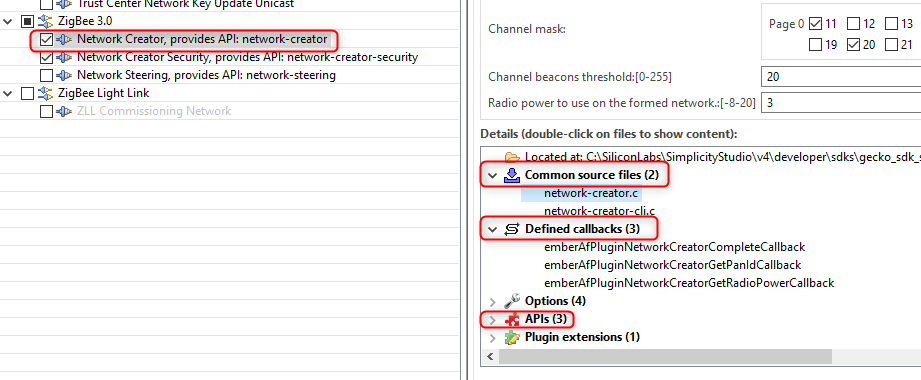 Trust Center Network Key Update Unicast
ZigBee 3.0
Network Creator, provides API: network-creator
Network Creator Security, provides API: network-creator-security
Network Steering, provides API: network-steering
ZigBee Light Link
ZLL Commissioning Network
Channel mask:
Page 0 11 12 13
19 20 21
Channel beacons threshold:[0-255]
20
Radio power to use on the formed network.:[-8-20]
3
Details (double-click on files to show content):
Located at: C:\SiliconLabs\SimplicityStudio\v4\developer\sdks\gecko_sdk_s
Common source files (2)
network-creator.c
network-creator-cli.c
Defined callbacks (3)
emberAfPluginNetworkCreatorCompleteCallback
emberAfPluginNetworkCreatorGetPanIdCallback
emberAfPluginNetworkCreatorGetRadioPowerCallback
Options (4)
APIs (3)
Plugin extensions (1)